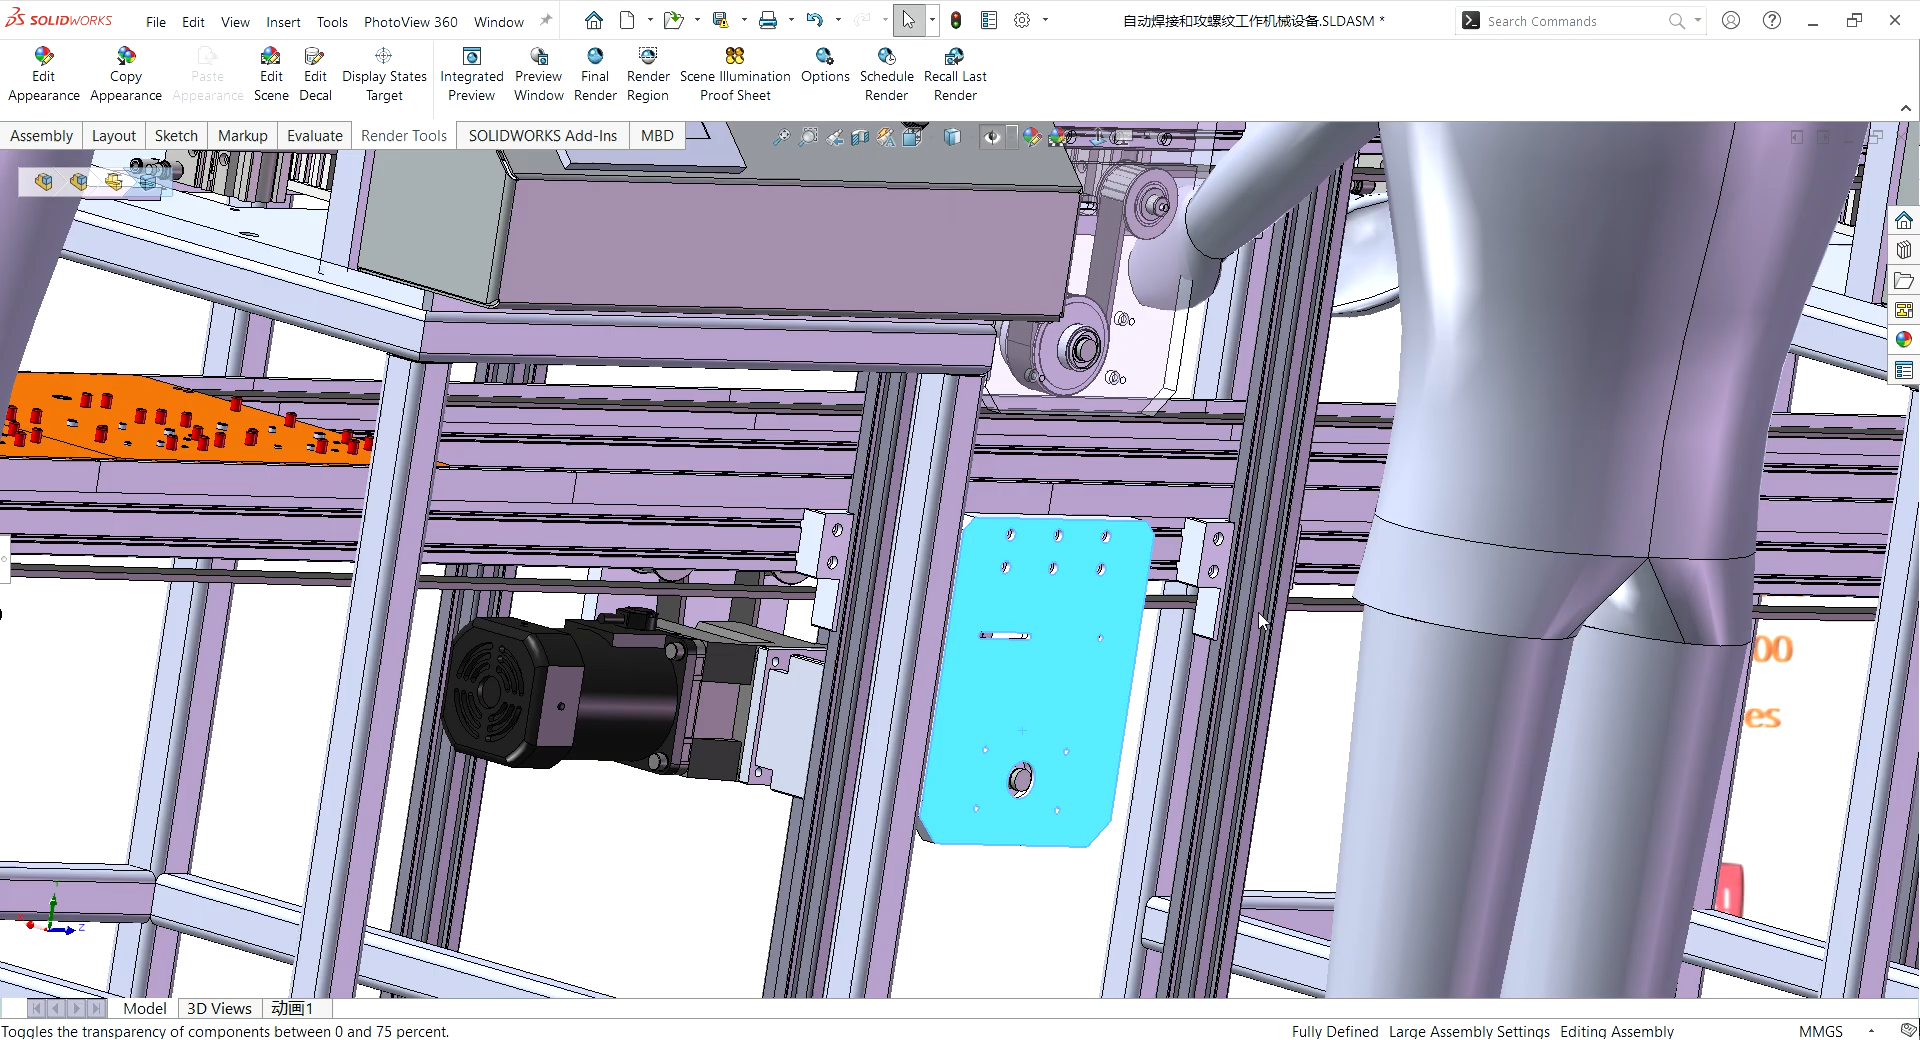 SOLIDWORKS File Edit View Insert Tools PhotoView 360 Window 自动焊接和攻螺纹工作机械设备.SLDASM * Search Commands
Edit Appearance
Copy Appearance
Paste Appearance
Edit Scene
Edit Decal
Display States Target
Integrated Preview
Preview Window
Final Render
Render Region
Scene Illumination Proof Sheet
Options
Schedule Render
Recall Last Render
Assembly Layout Sketch Markup Evaluate Render Tools SOLIDWORKS Add-Ins MBD
00
es
Z
Model 3D Views 动画1
Toggles the transparency of components between 0 and 75 percent. Fully Defined Large Assembly Settings Editing Assembly MMGS